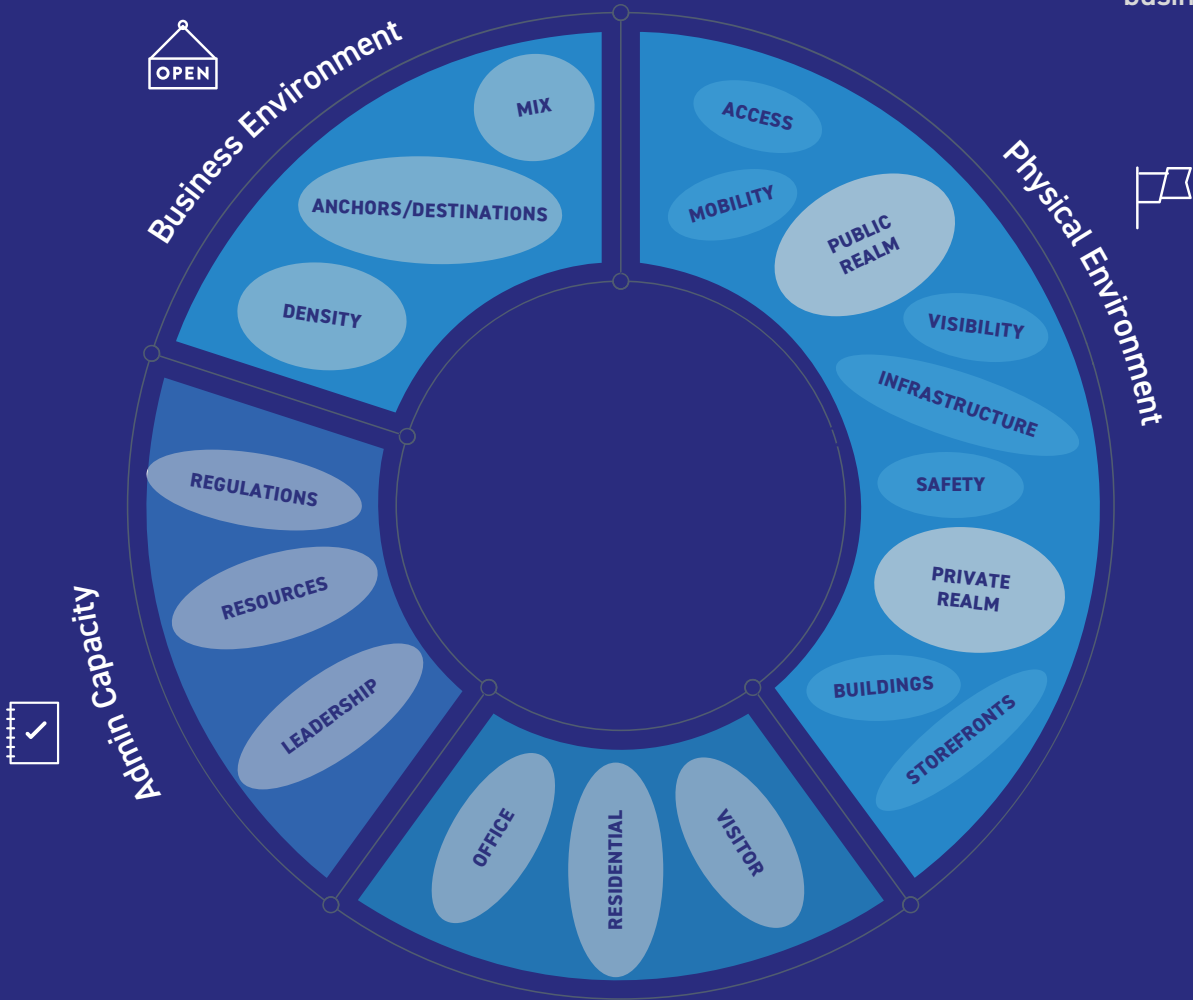 OPEN
Business Environment
MIX
ANCHORS/DESTINATIONS
DENSITY
Physical Environment
ACCESS
MOBILITY
PUBLIC
REALM
VISIBILITY
INFRASTRUCTURE
SAFETY
PRIVATE
REALM
BUILDINGS
STOREFRONTS
Admin Capacity
REGULATIONS
RESOURCES
LEADERSHIP
OFFICE
RESIDENTIAL
VISITOR